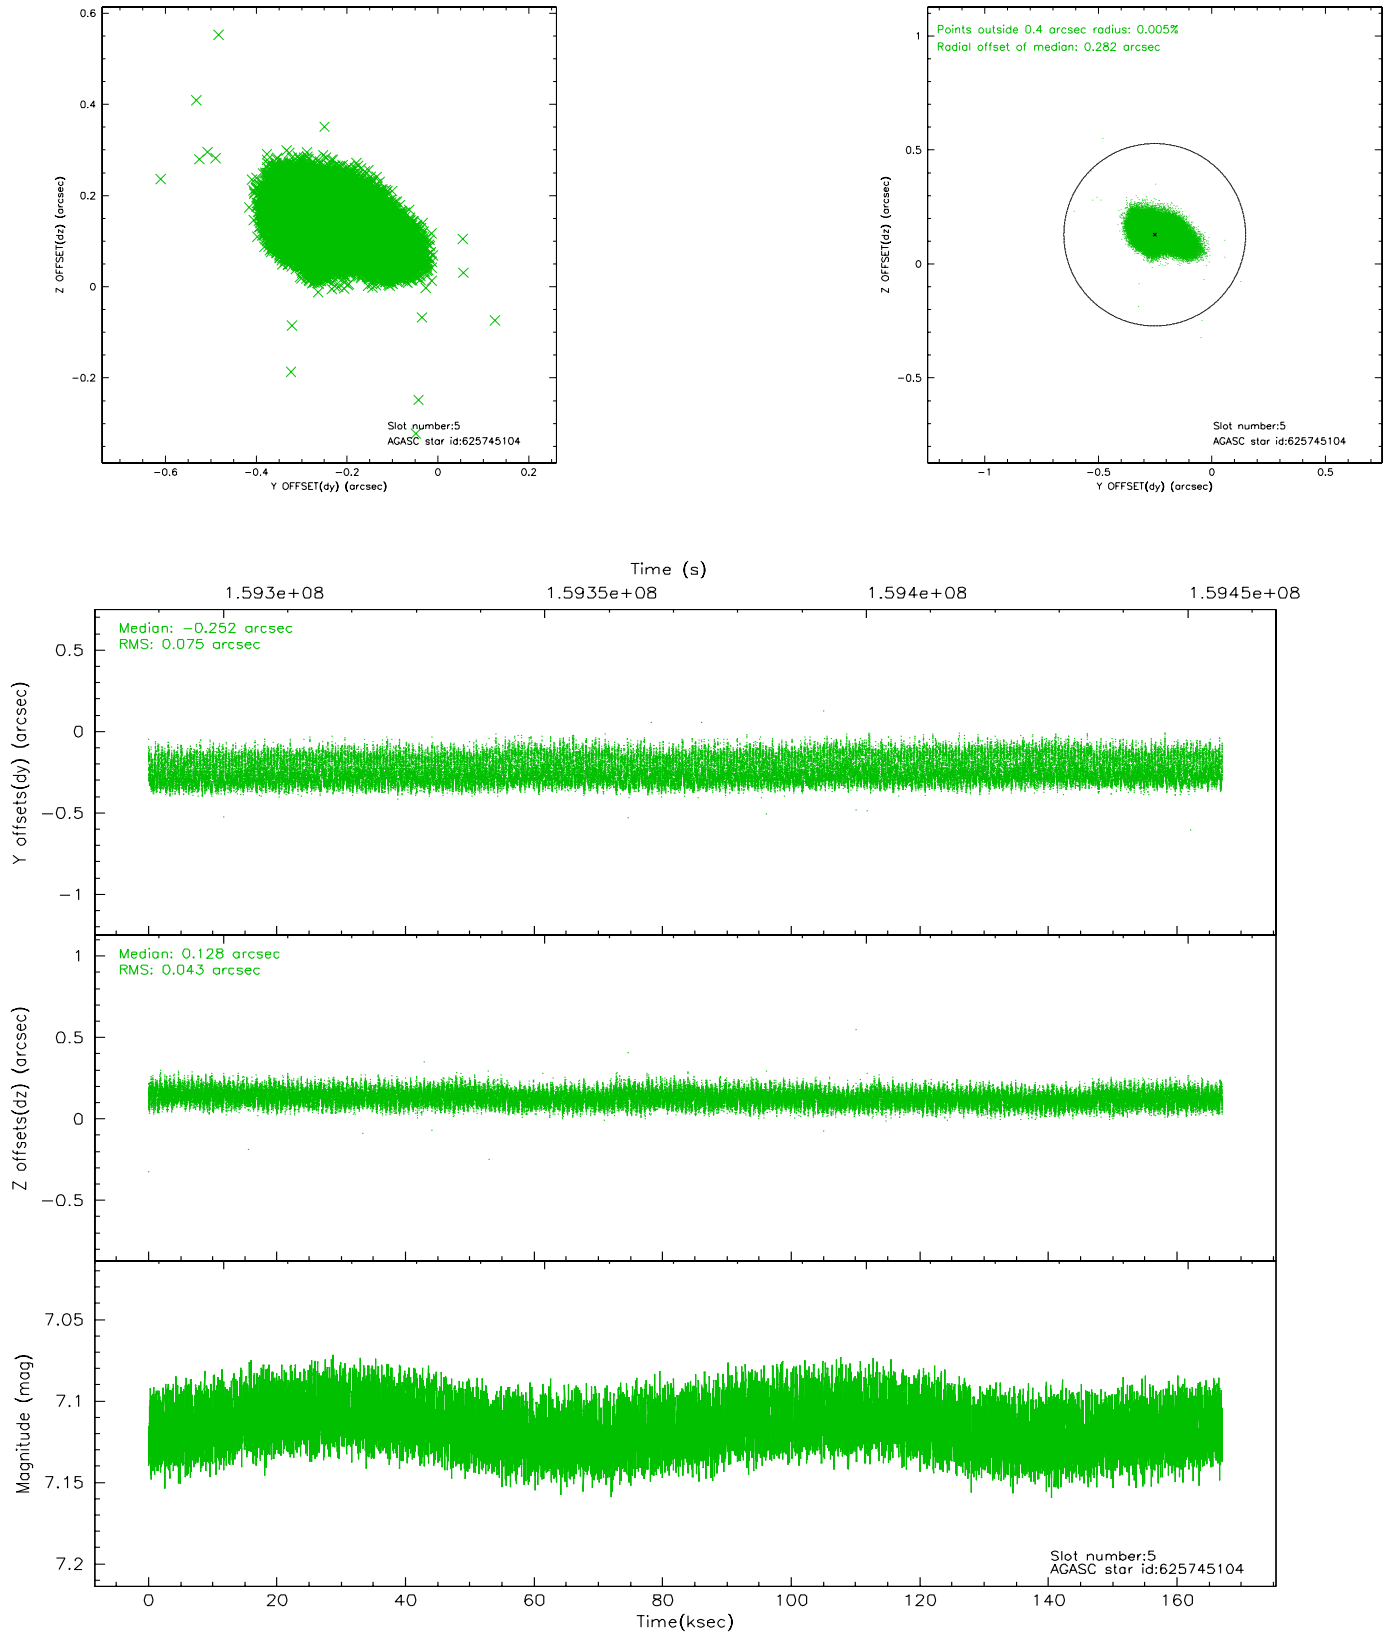 0.6
0.4
0.2
0
−0.2
Z OFFSET(dz) (arcsec)
Slot number:5
AGASC star id:625745104
−0.6 −0.4 −0.2 0 0.2
Y OFFSET(dy) (arcsec)
Points outside 0.4 arcsec radius: 0.005%
Radial offset of median: 0.282 arcsec
1
0.5
0
−0.5
Z OFFSET(dz) (arcsec)
Slot number:5
AGASC star id:625745104
−1 −0.5 0 0.5
Y OFFSET(dy) (arcsec)
Time (s)
1.593e+08 1.5935e+08 1.594e+08 1.5945e+08
Median: −0.252 arcsec
RMS: 0.075 arcsec
0.5
0
−0.5
−1
Y offsets(dy) (arcsec)
Median: 0.128 arcsec
RMS: 0.043 arcsec
1
0.5
0
−0.5
Z offsets(dz) (arcsec)
7.05
7.1
7.15
7.2
Magnitude (mag)
Slot number:5
AGASC star id:625745104
0 20 40 60 80 100 120 140 160
Time(ksec)